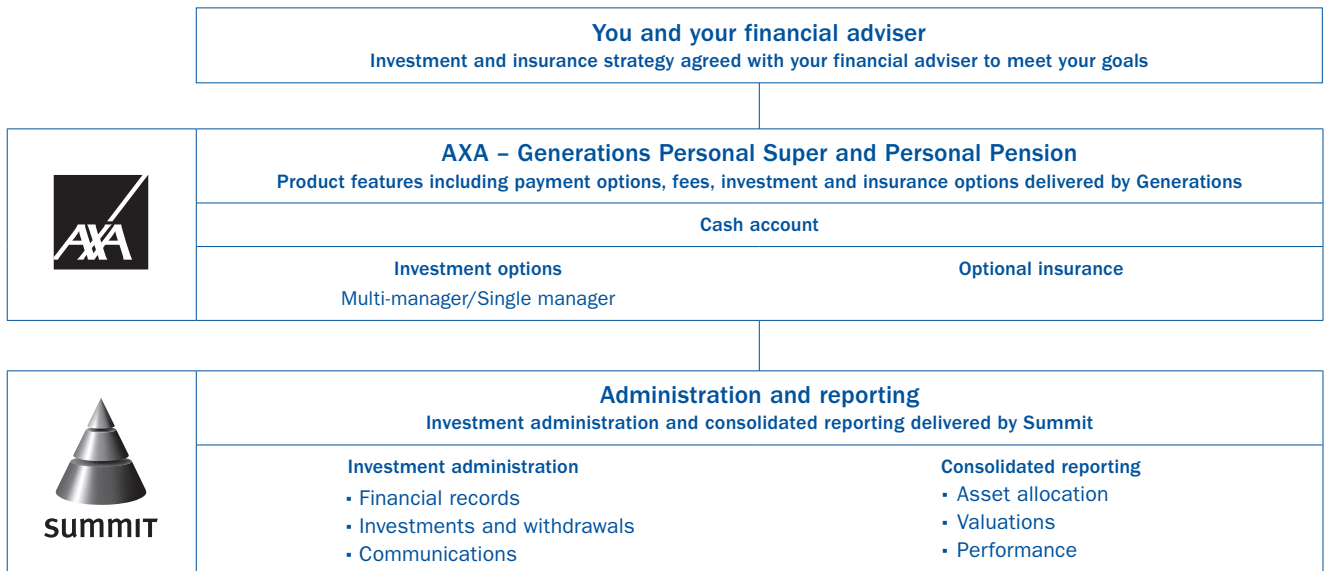 You and your financial adviser
Investment and insurance strategy agreed with your financial adviser to meet your goals
AXA – Generations Personal Super and Personal Pension
Product features including payment options, fees, investment and insurance options delivered by Generations
AXA
Cash account
Investment options
Optional insurance
Multi-manager/Single manager
Administration and reporting
Investment administration and consolidated reporting delivered by Summit
summit
Investment administration
▪ Financial records
▪ Investments and withdrawals
▪ Communications
Consolidated reporting
▪ Asset allocation
▪ Valuations
▪ Performance